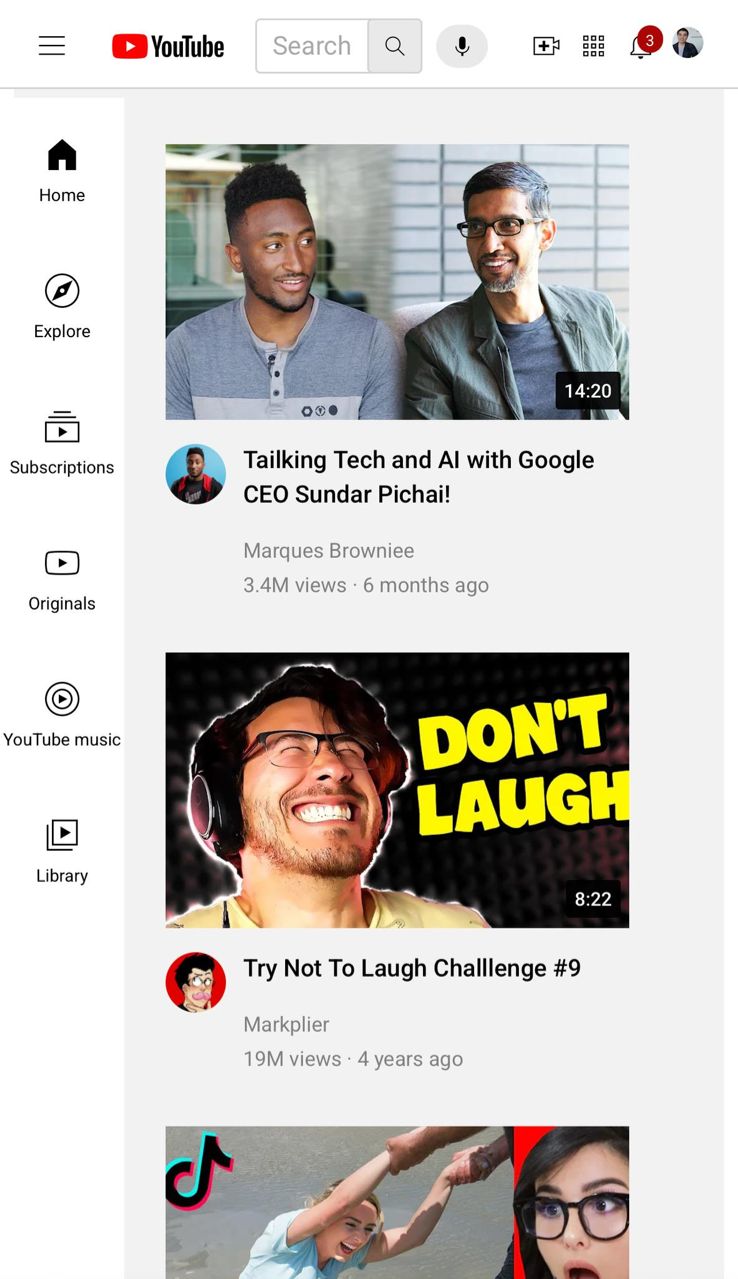 YouTube
Search
3
Home
Explore
Subscriptions
Originals
YouTube music
Library
14:20
Tailking Tech and AI with Google
CEO Sundar Pichai!
Marques Browniee
3.4M views · 6 months ago
DON'T
LAUGH
8:22
Try Not To Laugh Challlenge #9
Markplier
19M views · 4 years ago